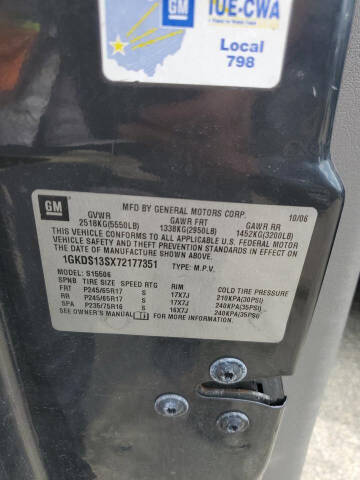 GM
IUE-CWA
Local
798
GM
MFD BY GENERAL MOTORS CORP.
10/06
GVWR GAWR FRT GAWR RR
2518KG(5550LB) 1338KG(2950LB) 1452KG(3200LB)
THIS VEHICLE CONFORMS TO ALL APPLICABLE U.S. FEDERAL MOTOR
VEHICLE SAFETY AND THEFT PREVENTION STANDARDS IN EFFECT ON
THE DATE OF MANUFACTURE SHOWN ABOVE.
1GKDS13SX72177351 TYPE: M.P.V.
MODEL: S15506
SPNB TIRE SIZE SPEED RTG RIM COLD TIRE PRESSURE
FRT P245/65R17 S 17X7J 210KPA(30PSI)
RR P245/65R17 S 17X7J 240KPA(35PSI)
SPA P235/75R16 S 16X7J 240KPA(35PSI)
SEE OWNER'S MANUAL FOR MORE INFORMATION.